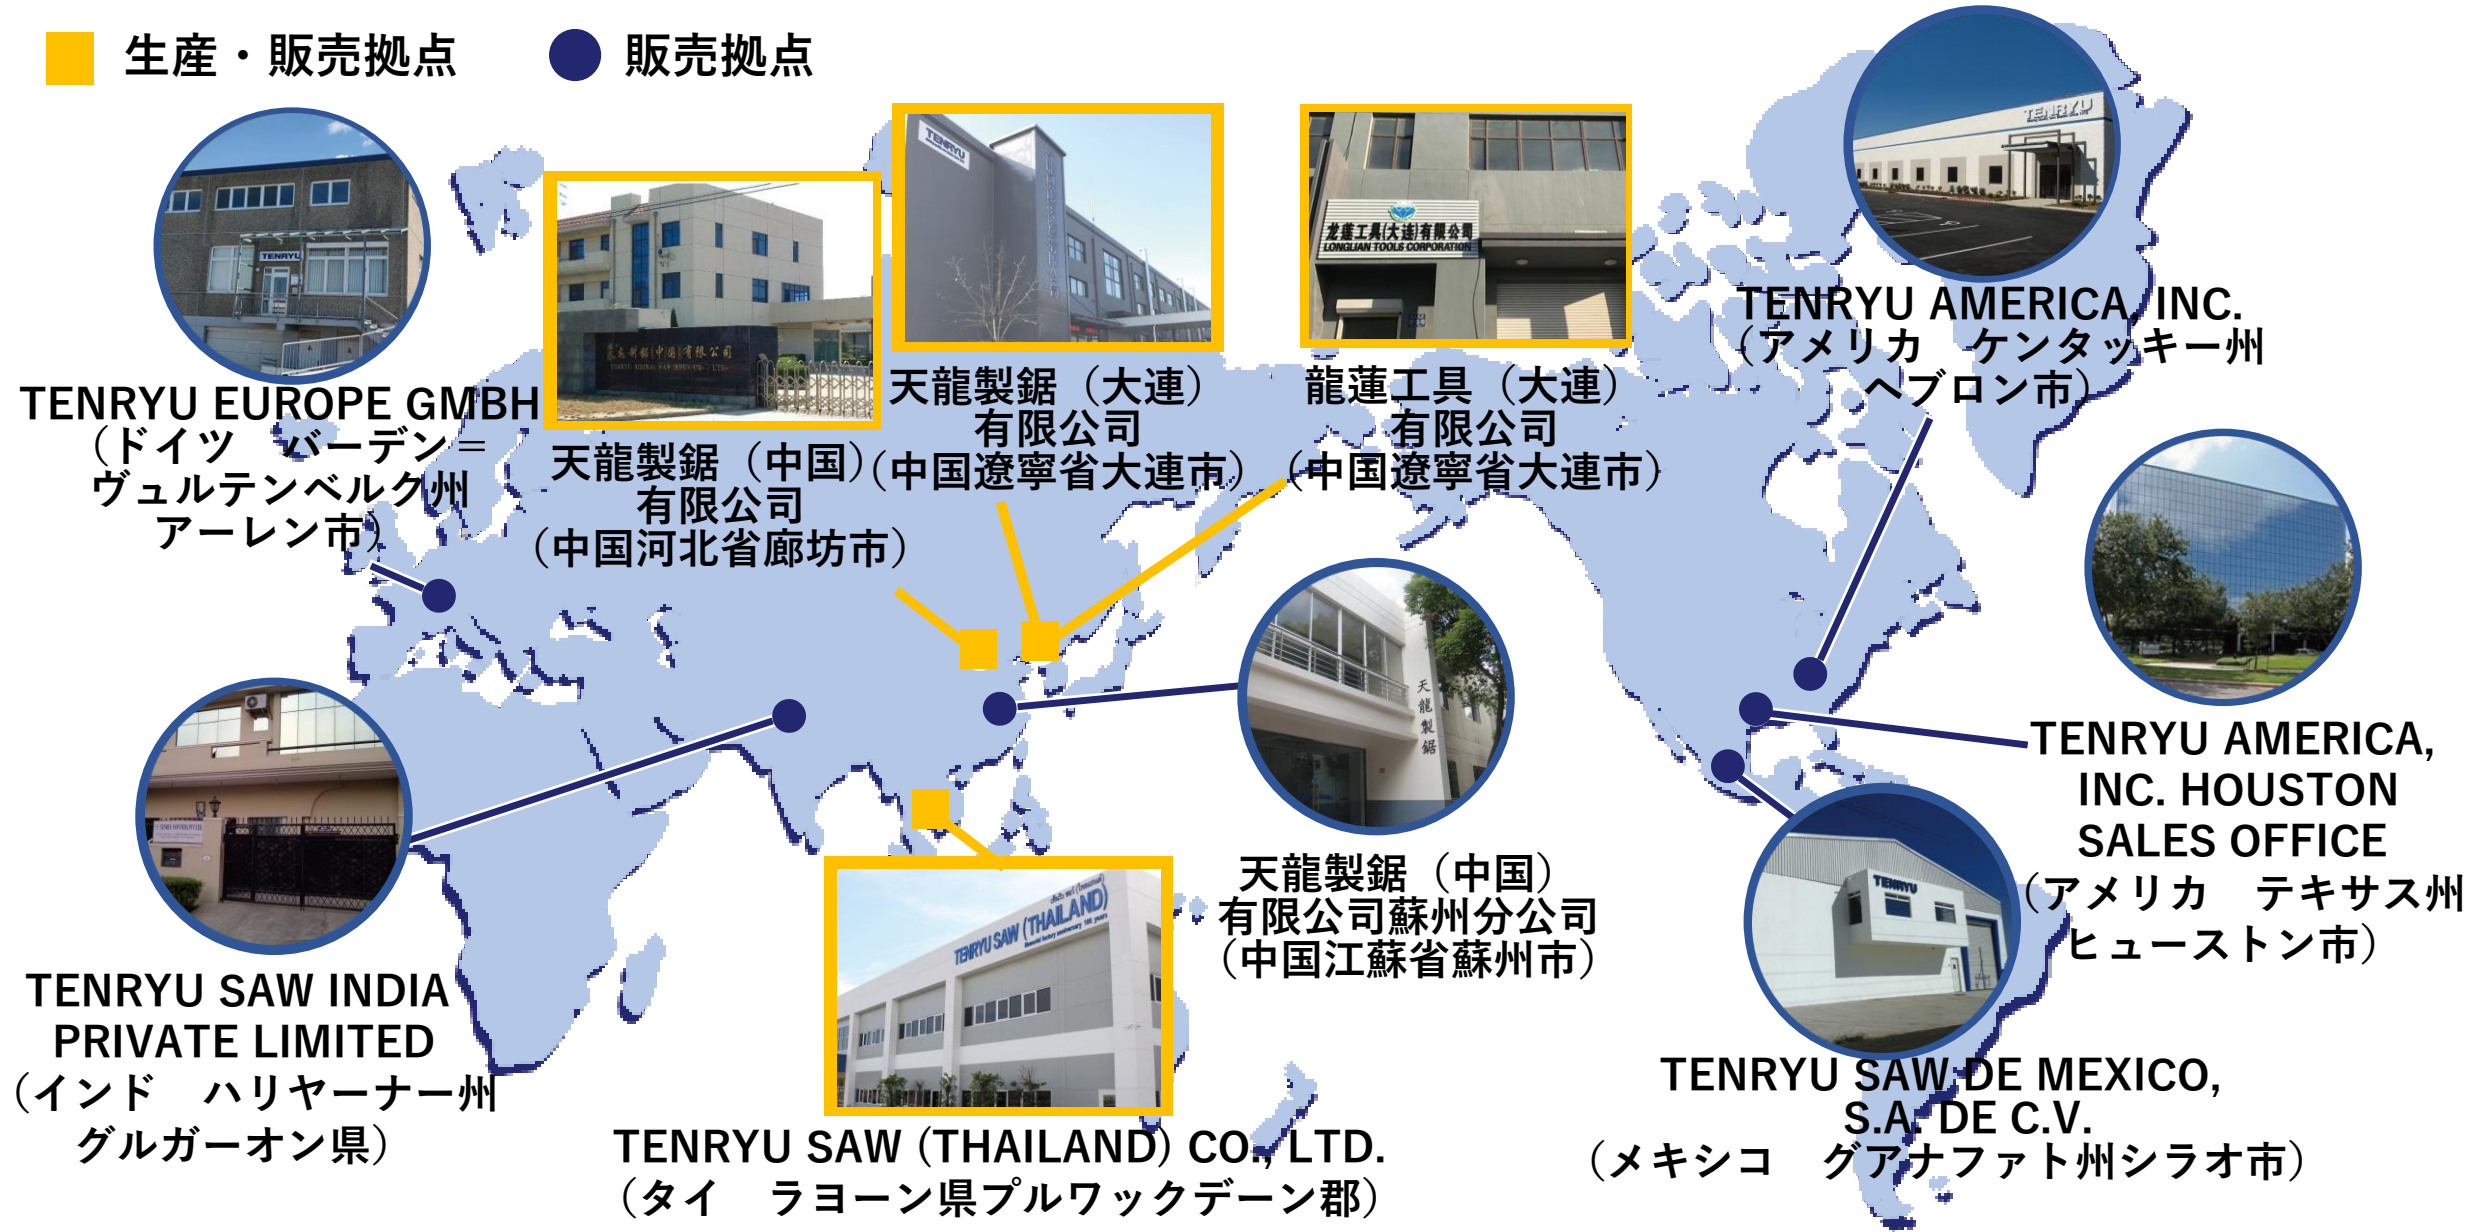 生産・販売拠点
販売拠点
TENRYU
TENRYU EUROPE GMBH
（ドイツ　バーデン＝
ヴュルテンベルク州
アーレン市）
天龍製鋸（中国）
有限公司
（中国河北省廊坊市）
TENRYU
天龍製鋸（大連）
有限公司
（中国遼寧省大連市）
龙莲工具(大连)有限公司
LONGLIAN TOOLS CORPORATION
龍蓮工具（大連）
有限公司
（中国遼寧省大連市）
TENRYU
TENRYU AMERICA, INC.
（アメリカ　ケンタッキー州
ヘブロン市）
TENRYU AMERICA,
INC. HOUSTON
SALES OFFICE
（アメリカ　テキサス州
ヒューストン市）
天龍製鋸
天龍製鋸（中国）
有限公司蘇州分公司
（中国江蘇省蘇州市）
TENRYU SAW INDIA
PRIVATE LIMITED
（インド　ハリヤーナー州
グルガーオン県）
TENRYU SAW (THAILAND)
TENRYU SAW (THAILAND) CO., LTD.
（タイ　ラヨーン県プルワックデーン郡）
TENRYU
TENRYU SAW DE MEXICO,
S.A. DE C.V.
（メキシコ　グアナファト州シラオ市）